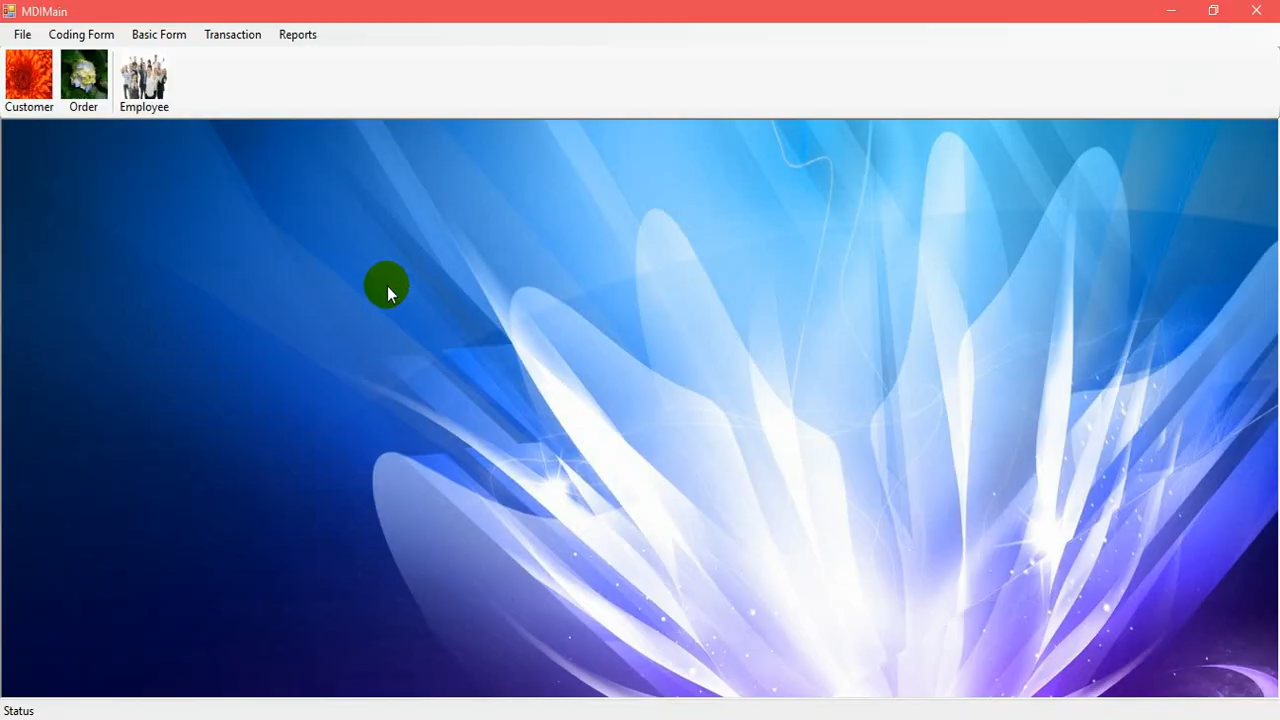 MDIMain
File Coding Form Basic Form Transaction Reports
Customer Order Employee
Status